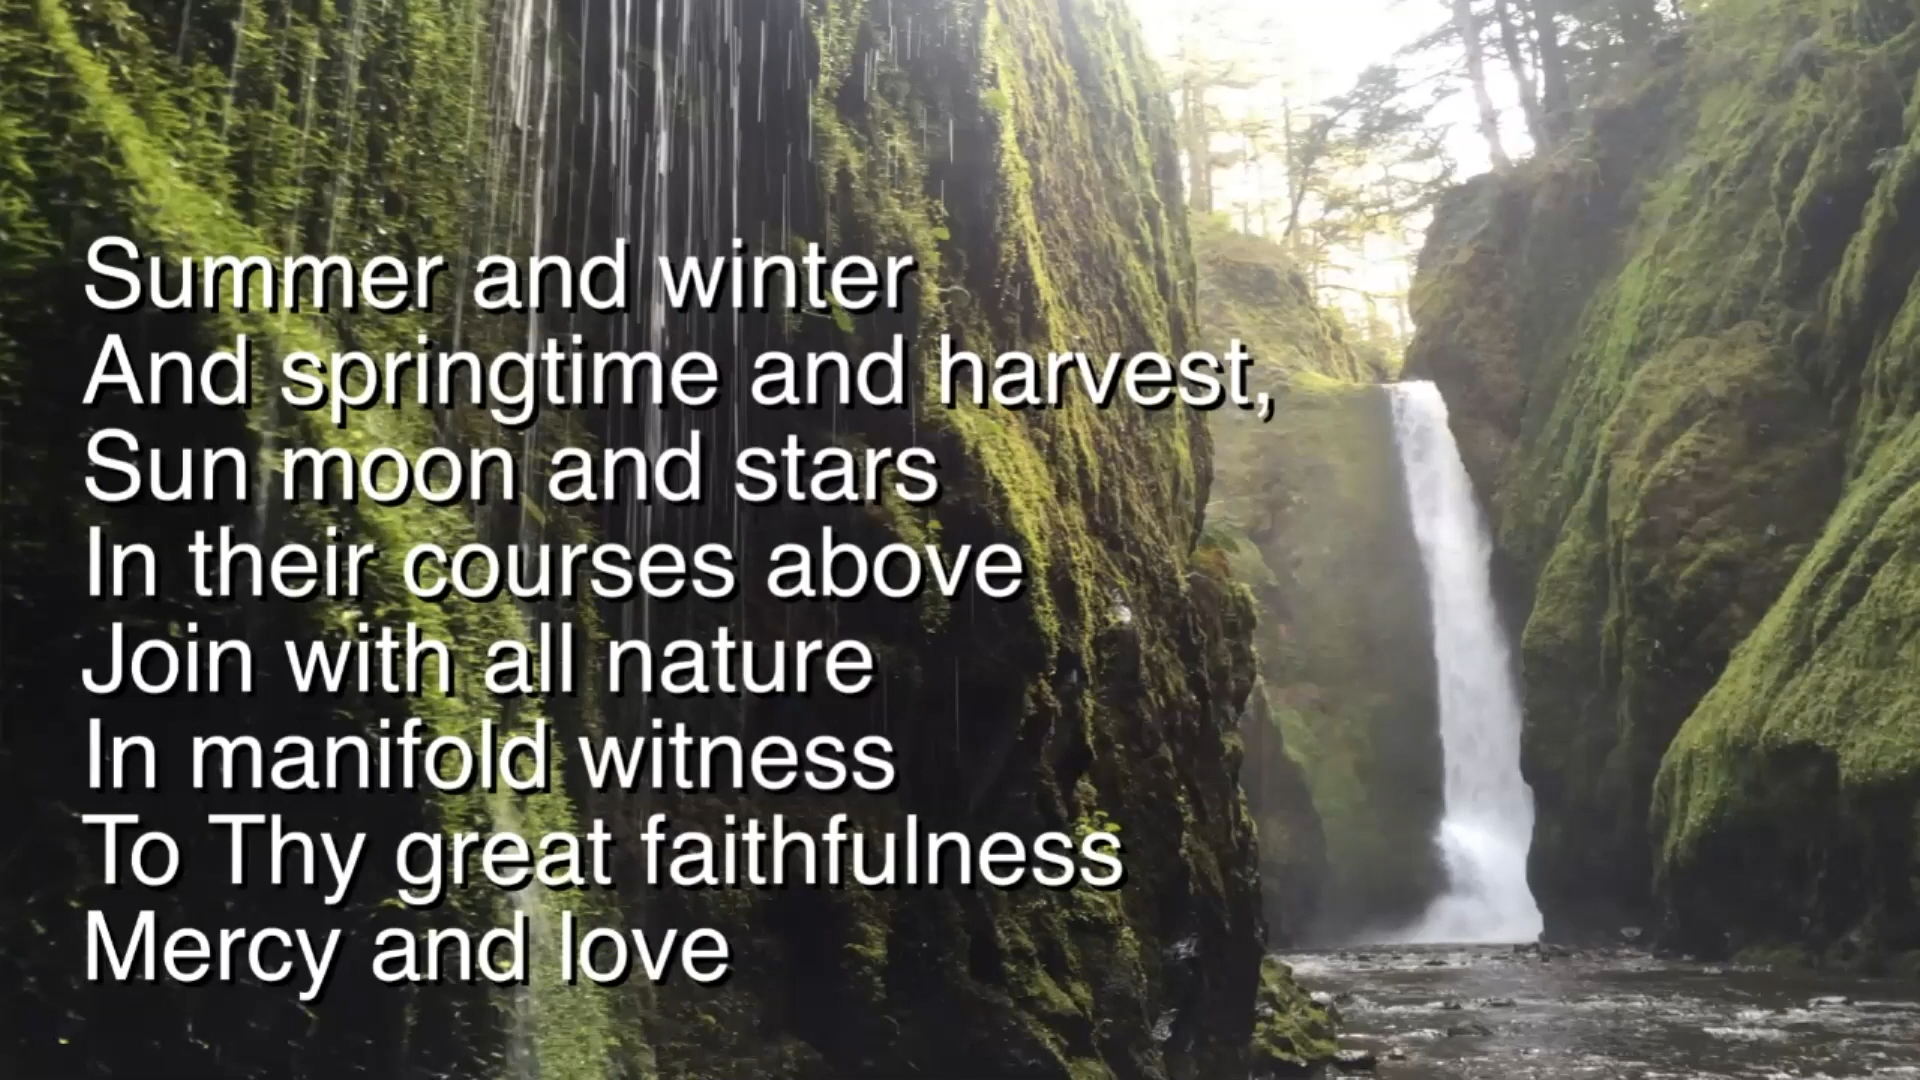 Summer and winter
And springtime and harvest,
Sun moon and stars
In their courses above
Join with all nature
In manifold witness
To Thy great faithfulness
Mercy and love